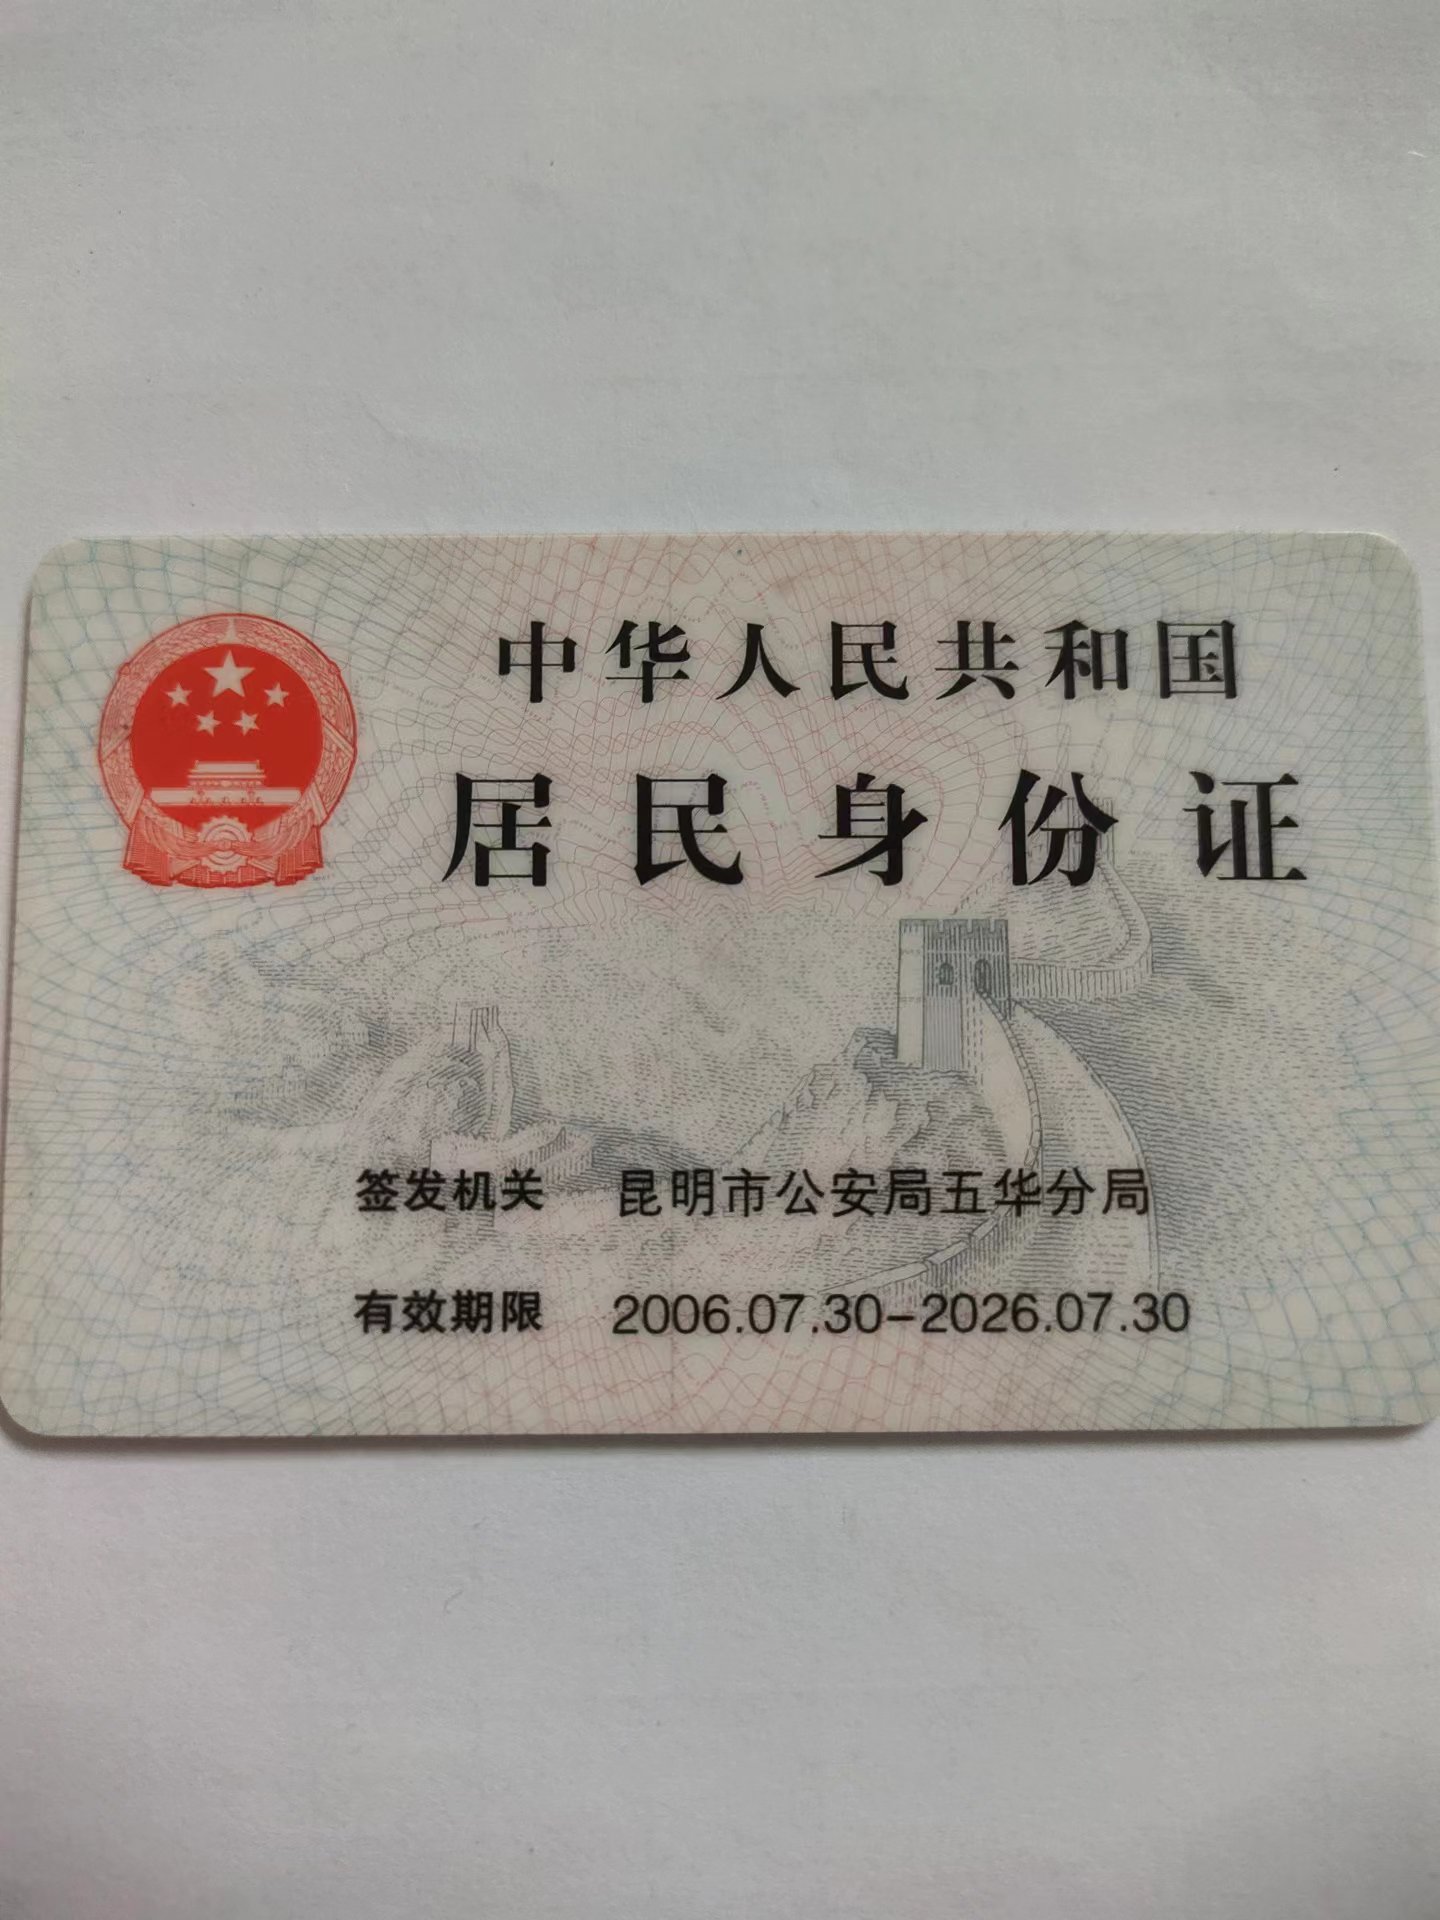 中华人民共和国
居民身份证
签发机关 昆明市公安局五华分局
有效期限 2006.07.30-2026.07.30